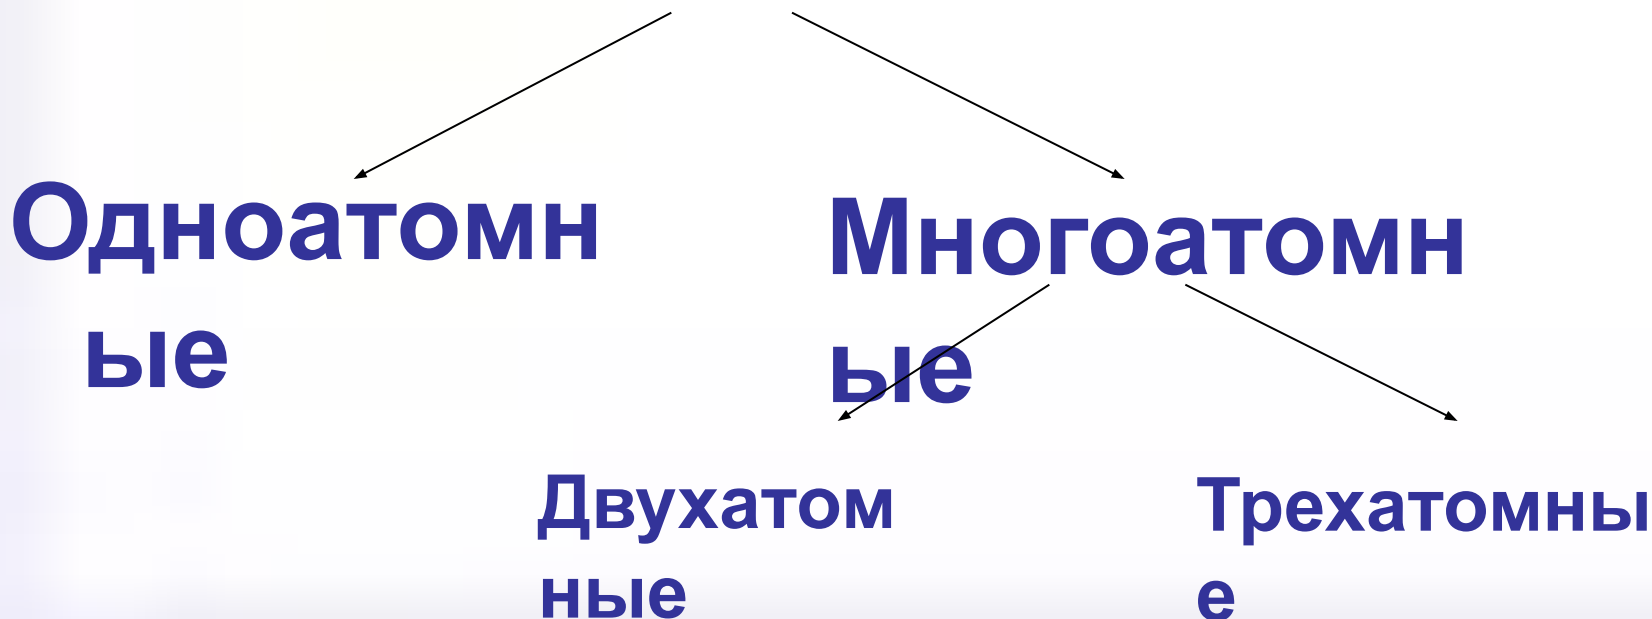 Одноатомн
ые
Многоатомн
ые
Двухатом
ные
Трехатомны
е